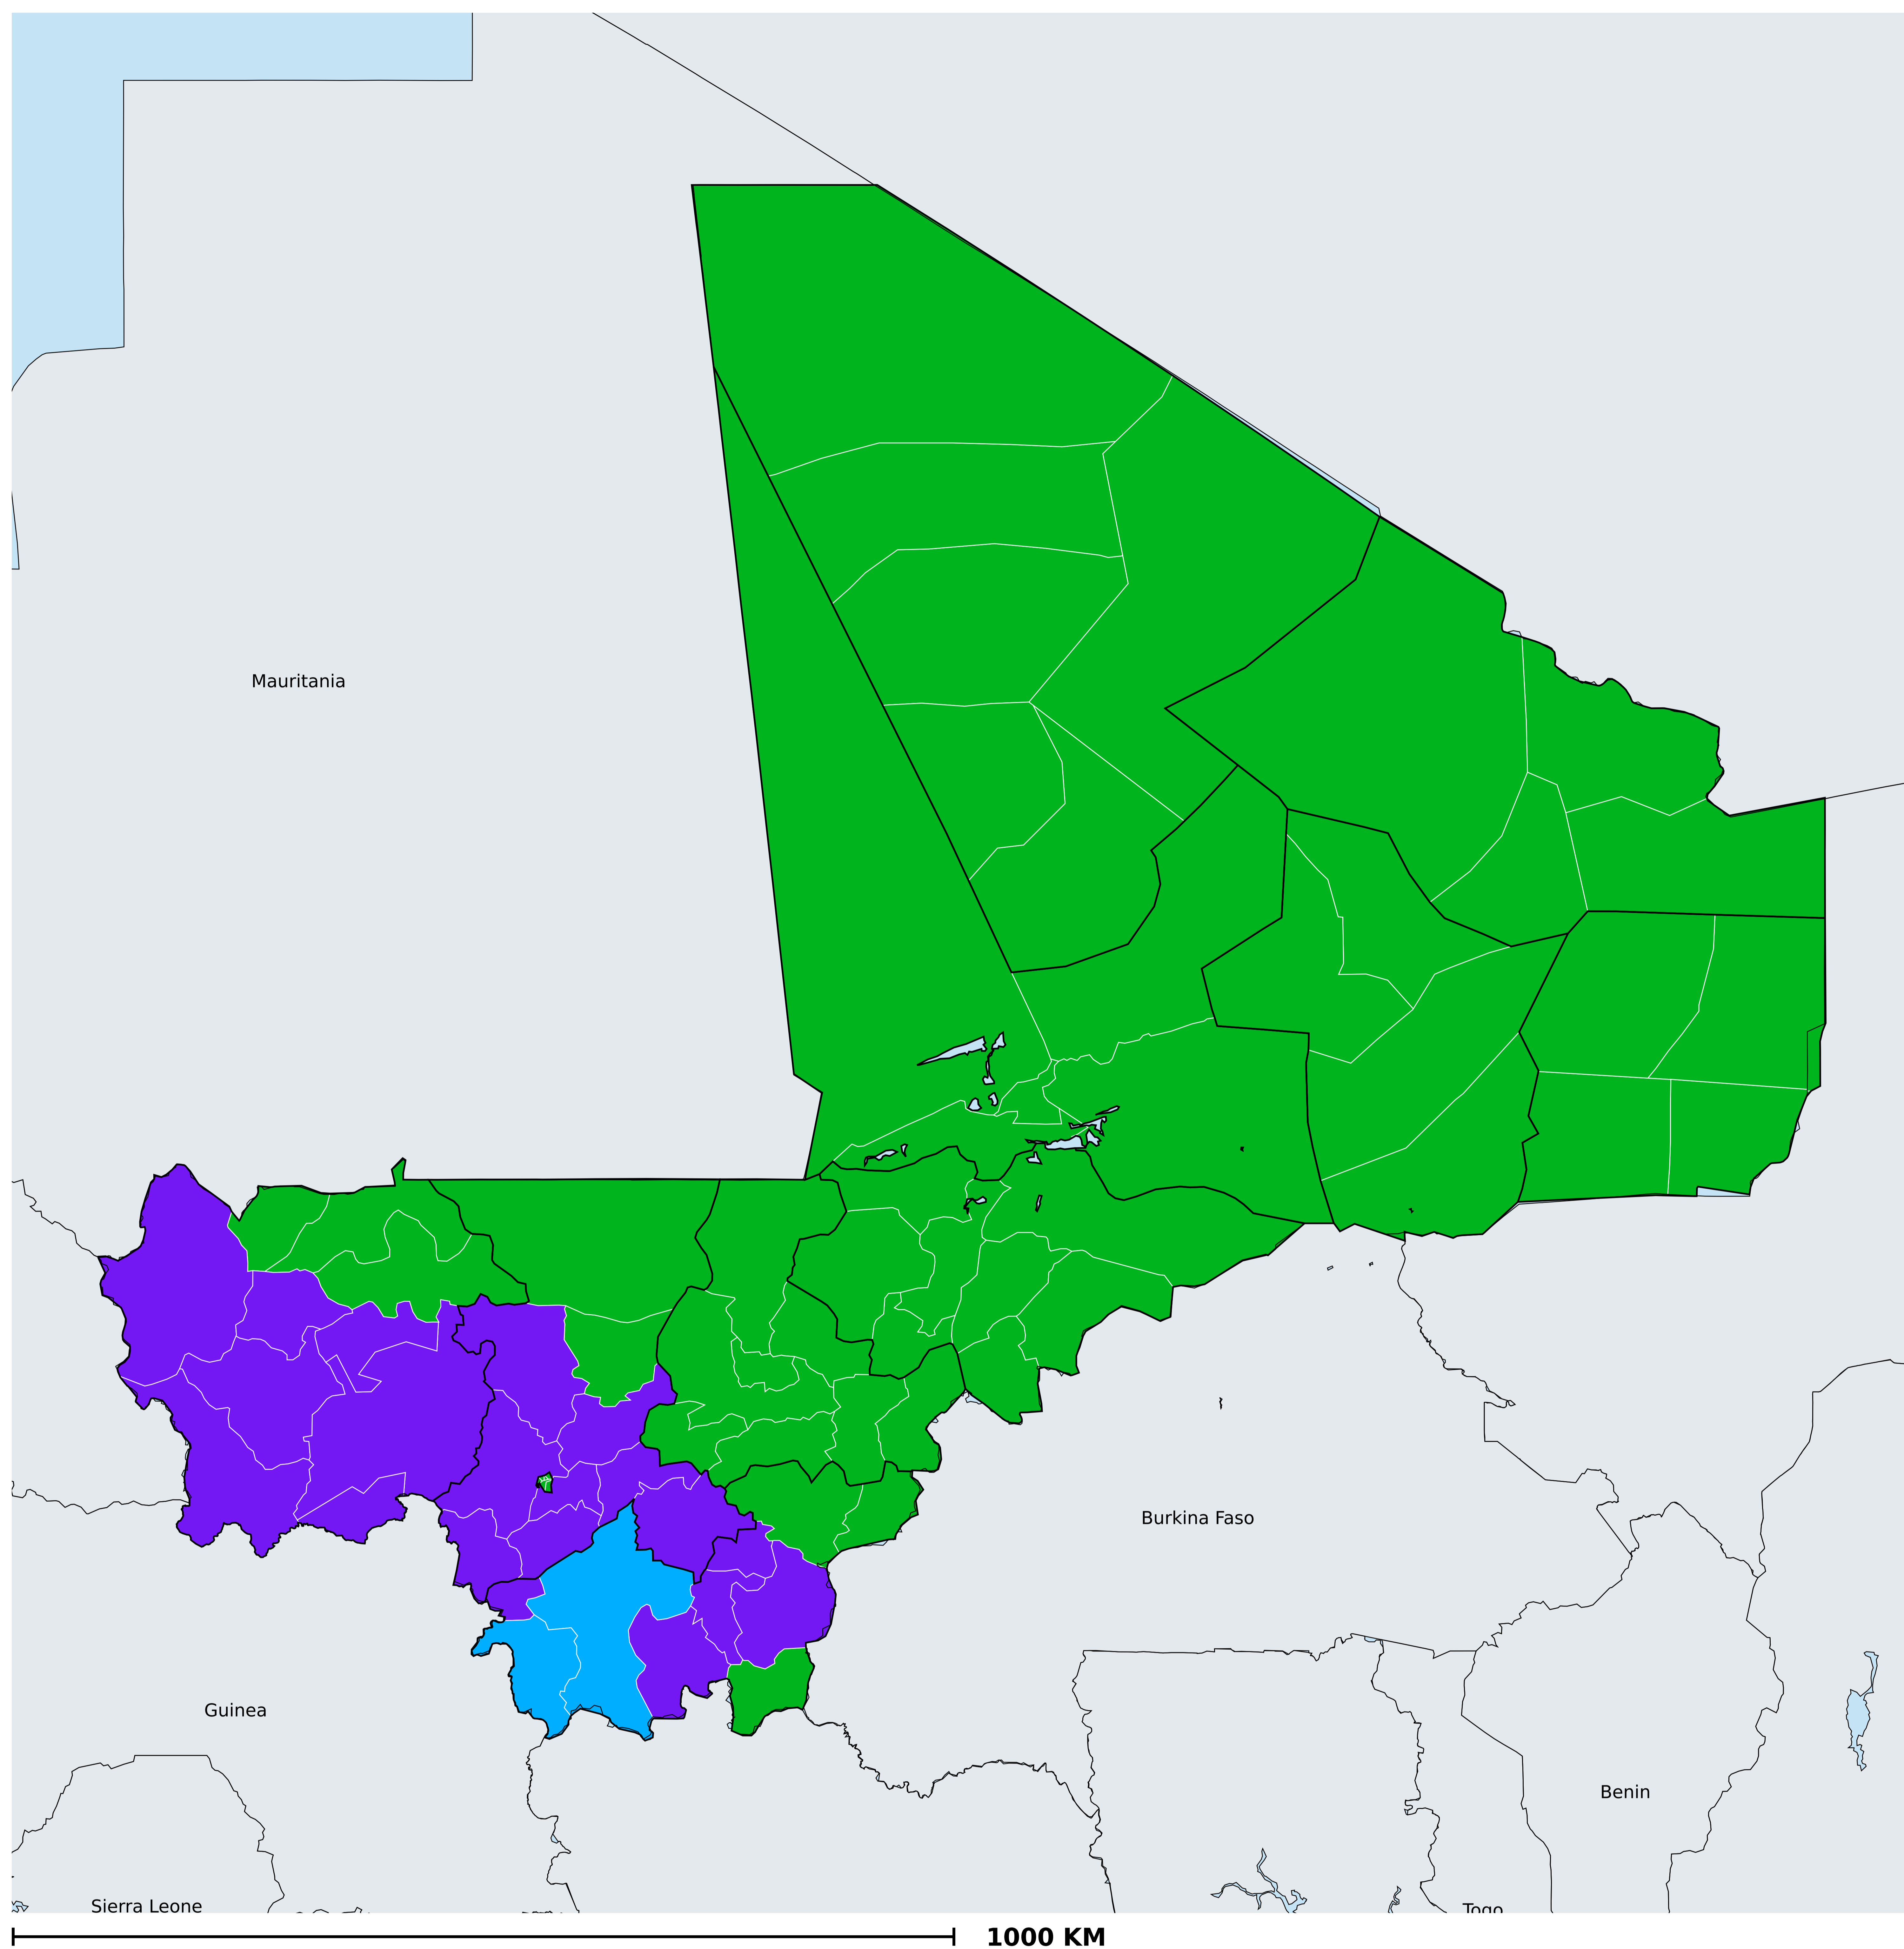 Mauritania
Burkina Faso
Guinea
Benin
Sierra Leone
Togo
1000 KM